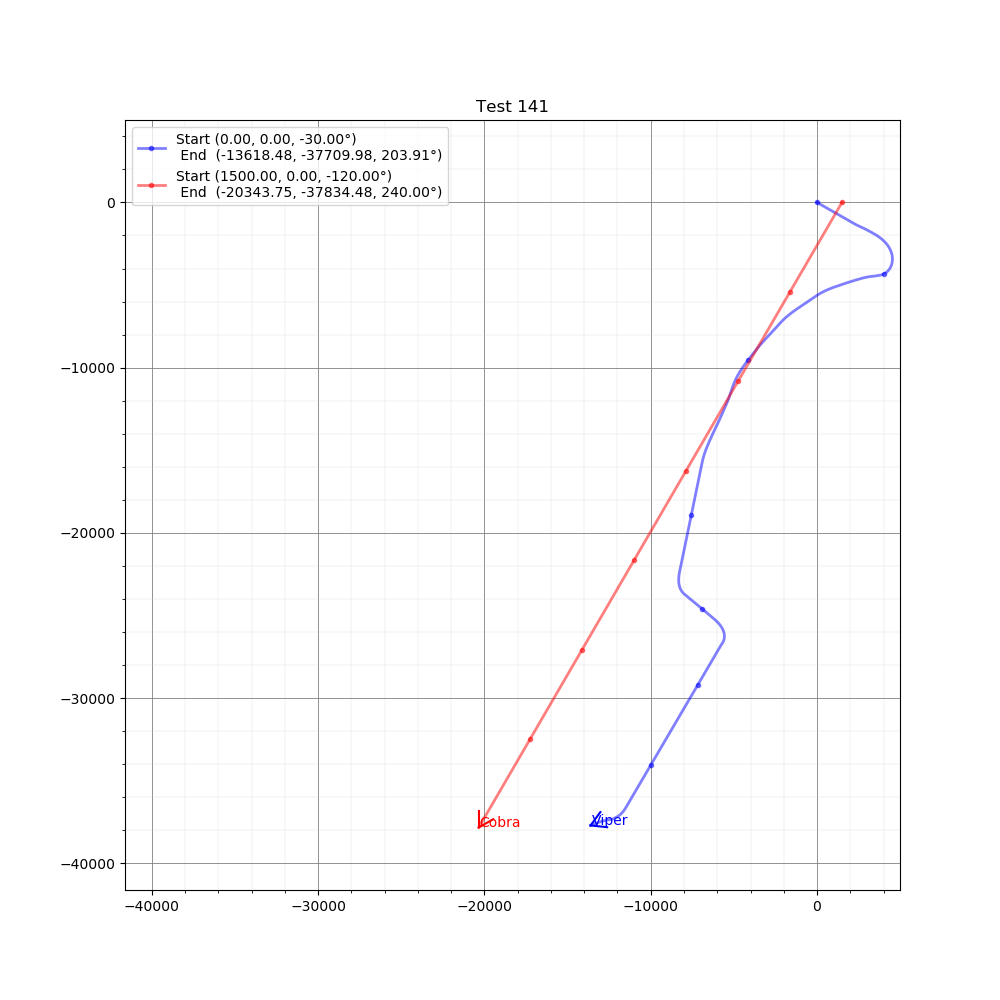 Test 141
Start (0.00, 0.00, -30.00°)
End (-13618.48, -37709.98, 203.91°)
Start (1500.00, 0.00, -120.00°)
End (-20343.75, -37834.48, 240.00°)
0
−10000
−20000
−30000
−40000
Cobra
Viper
−40000
−30000
−20000
−10000
0